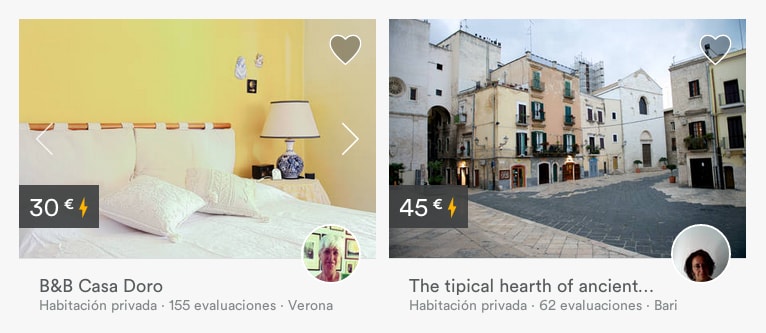 30 €
B&B Casa Doro
Habitación privada · 155 evaluaciones · Verona
45 €
The tipical hearth of ancient…
Habitación privada · 62 evaluaciones · Bari